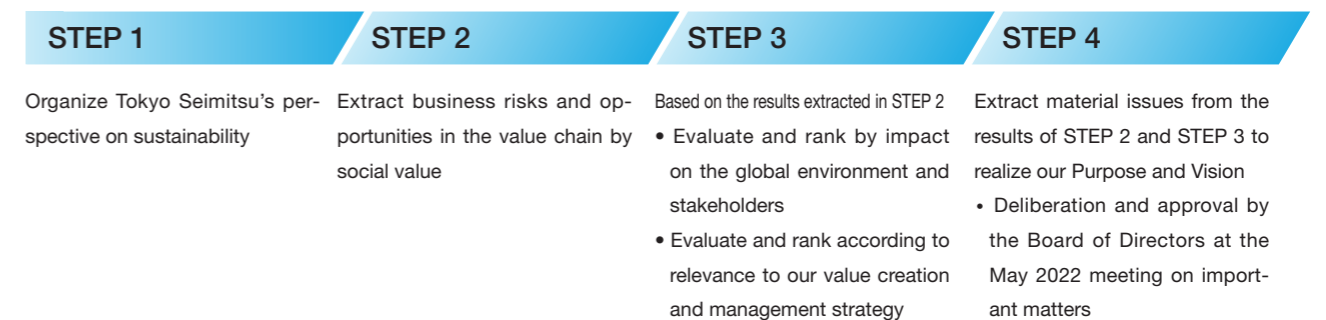 STEP 1
Organize Tokyo Seimitsu's per-
spective on sustainability
STEP 2
Extract business risks and op-
portunities in the value chain by
social value
STEP 3
Based on the results extracted in STEP 2
• Evaluate and rank by impact
on the global environment and
stakeholders
• Evaluate and rank according to
relevance to our value creation
and management strategy
STEP 4
Extract material issues from the
results of STEP 2 and STEP 3 to
realize our Purpose and Vision
• Deliberation and approval by
the Board of Directors at the
May 2022 meeting on import-
ant matters